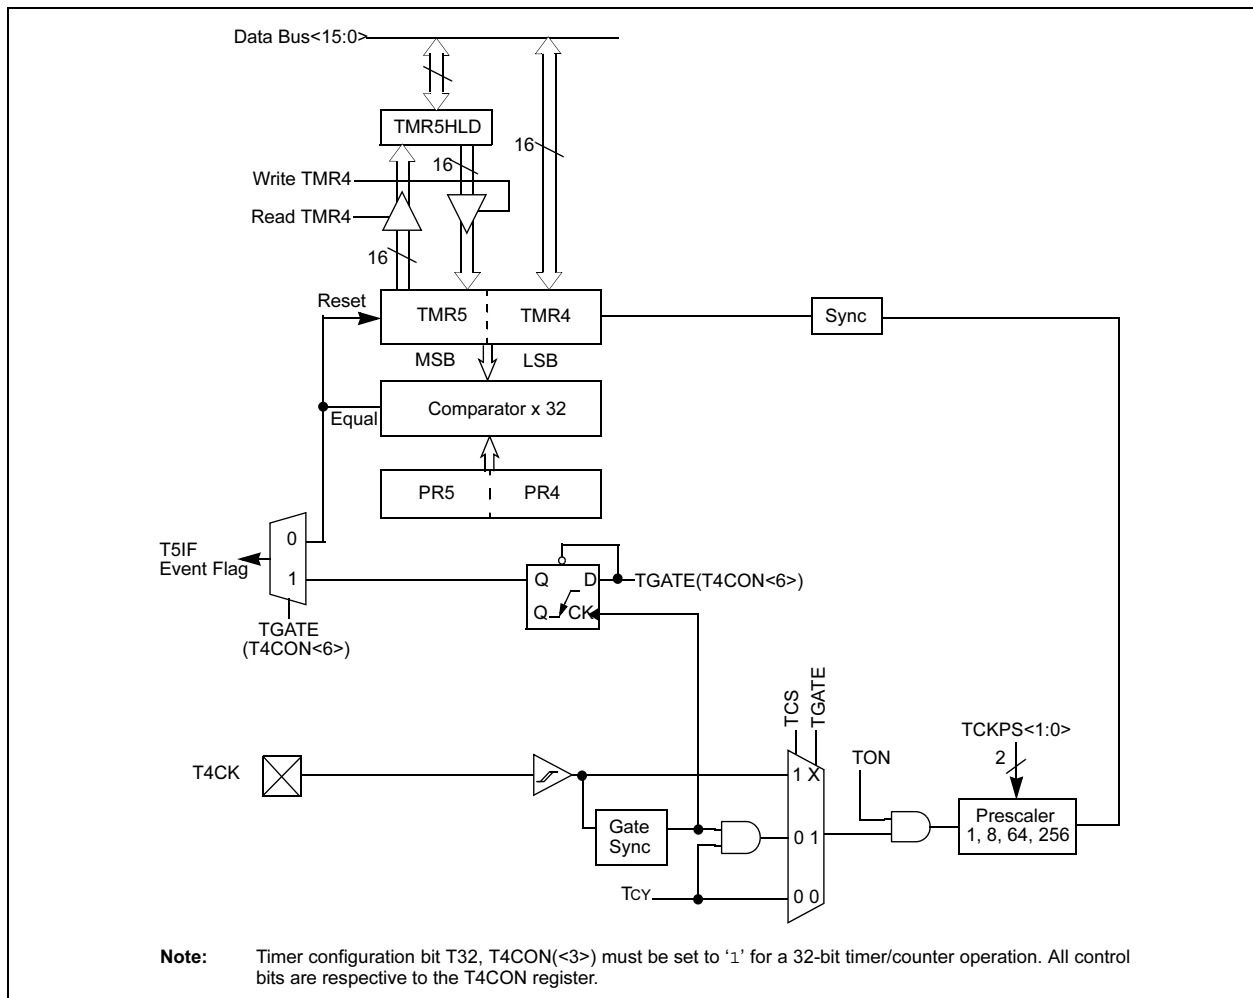 Data Bus<15:0>
TMR5HLD
16
16
Write TMR4
Read TMR4
16
Reset
TMR5
TMR4
Sync
MSB
LSB
Equal
Comparator x 32
PR5
PR4
0
1
T5IF
Event Flag
TGATE
(T4CON<6>)
Q
D
TGATE(T4CON<6>)
Q
CK
TCS
TGATE
TCKPS<1:0>
2
TON
T4CK
1 X
Gate
Sync
0 1
Prescaler
1, 8, 64, 256
TCY
0 0
Note: Timer configuration bit T32, T4CON(<3>) must be set to ‘1’ for a 32-bit timer/counter operation. All control
bits are respective to the T4CON register.